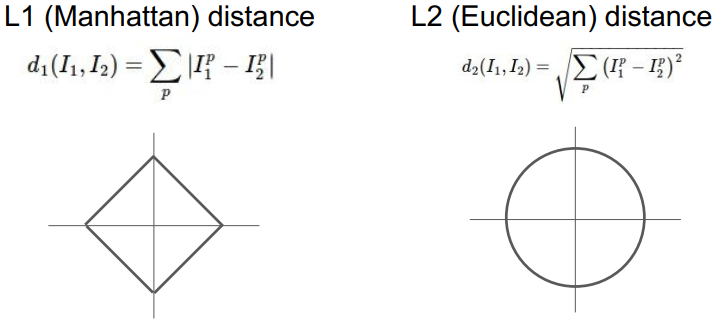 L1 (Manhattan) distance
d₁(I₁, I₂) = ∑ₚ |I₁ᵖ − I₂ᵖ|
L2 (Euclidean) distance
d₂(I₁, I₂) = √(∑ₚ (I₁ᵖ − I₂ᵖ)²)